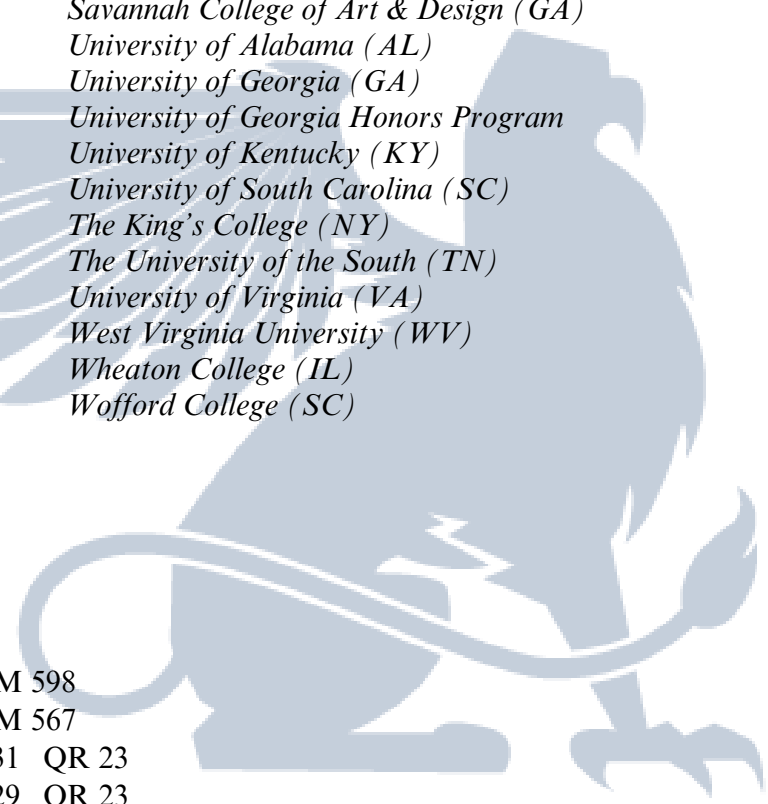 Savannah College of Art & Design (GA)
University of Alabama (AL)
University of Georgia (GA)
University of Georgia Honors Program
University of Kentucky (KY)
University of South Carolina (SC)
The King's College (NY)
The University of the South (TN)
University of Virginia (VA)
West Virginia University (WV)
Wheaton College (IL)
Wofford College (SC)
M 598
M 567
31 QR 23
29 QR 23